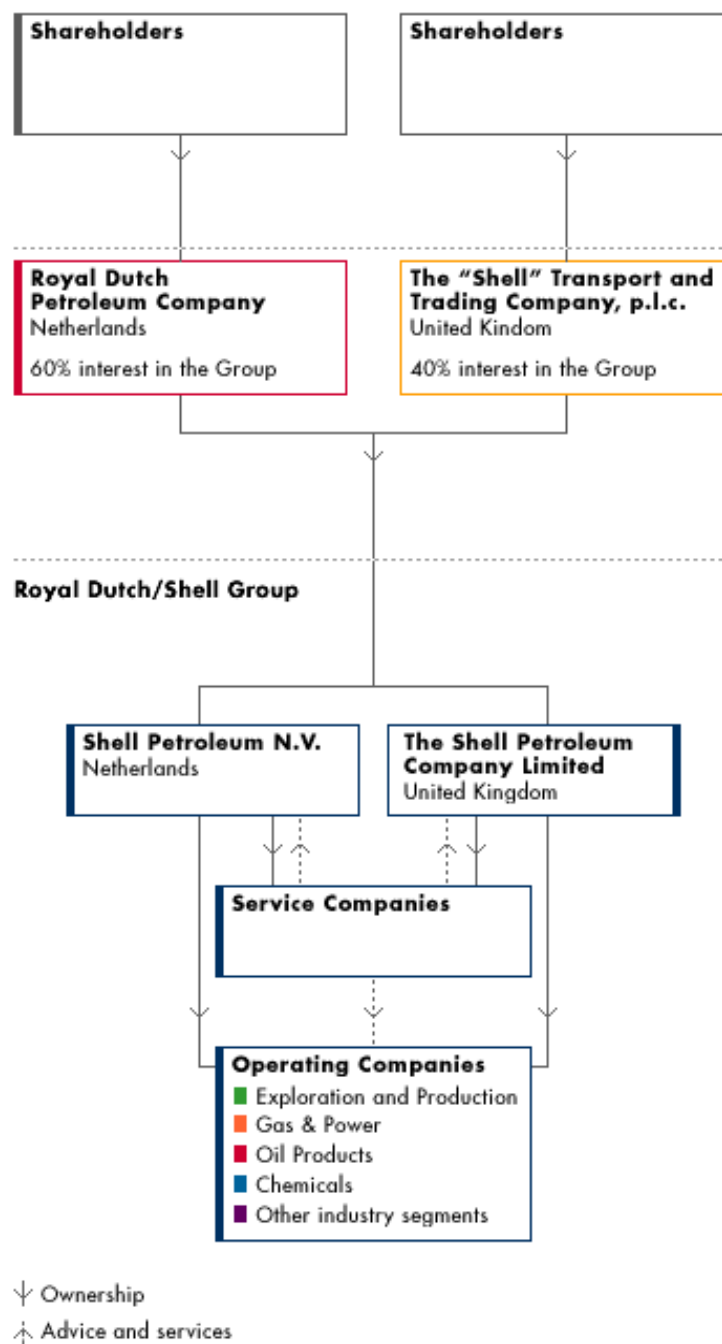 Shareholders
Shareholders
Royal Dutch
Petroleum Company
Netherlands
60% interest in the Group
The “Shell” Transport and
Trading Company, p.l.c.
United Kindom
40% interest in the Group
Royal Dutch/Shell Group
Shell Petroleum N.V.
Netherlands
The Shell Petroleum
Company Limited
United Kingdom
Service Companies
Operating Companies
Exploration and Production
Gas & Power
Oil Products
Chemicals
Other industry segments
Ownership
Advice and services